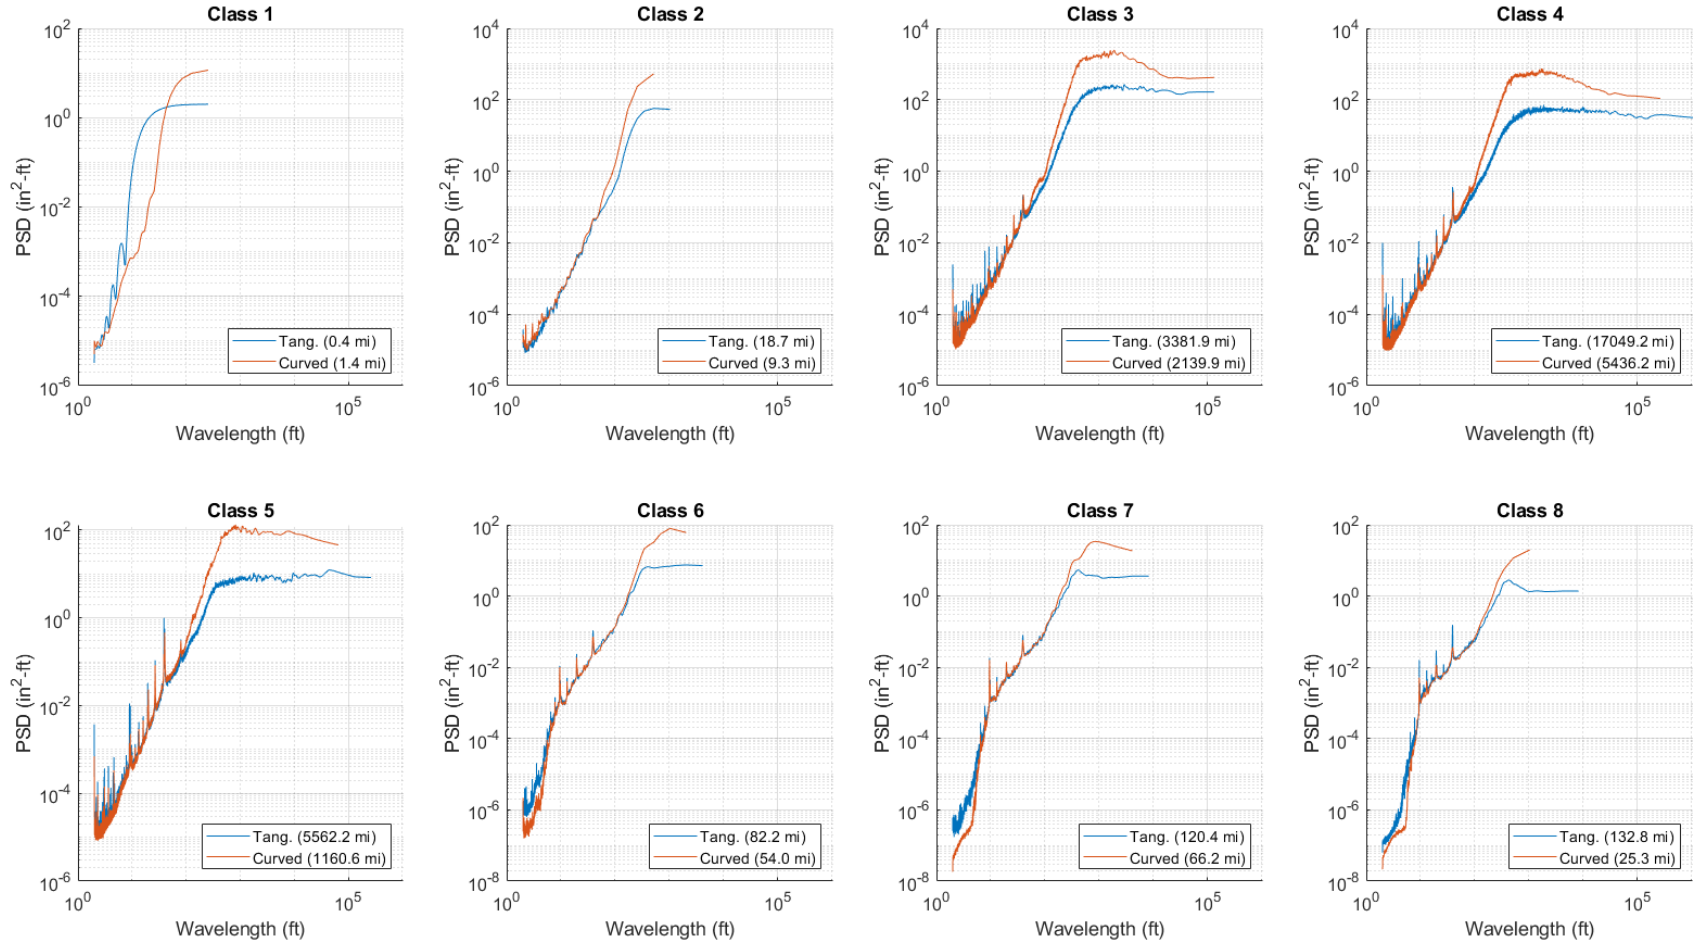 Class 1
10^2
10^0
10^-2
10^-4
10^-6
PSD (in^2-ft)
Tang. (0.4 mi)
Curved (1.4 mi)
10^0
10^5
Wavelength (ft)
Class 2
10^4
10^2
10^0
10^-2
10^-4
10^-6
PSD (in^2-ft)
Tang. (18.7 mi)
Curved (9.3 mi)
10^0
10^5
Wavelength (ft)
Class 3
10^4
10^2
10^0
10^-2
10^-4
10^-6
PSD (in^2-ft)
Tang. (3381.9 mi)
Curved (2139.9 mi)
10^0
10^5
Wavelength (ft)
Class 4
10^4
10^2
10^0
10^-2
10^-4
10^-6
PSD (in^2-ft)
Tang. (17049.2 mi)
Curved (5436.2 mi)
10^0
10^5
Wavelength (ft)
Class 5
10^2
10^0
10^-2
10^-4
10^-6
PSD (in^2-ft)
Tang. (5562.2 mi)
Curved (1160.6 mi)
10^0
10^5
Wavelength (ft)
Class 6
10^2
10^0
10^-2
10^-4
10^-6
10^-8
PSD (in^2-ft)
Tang. (82.2 mi)
Curved (54.0 mi)
10^0
10^5
Wavelength (ft)
Class 7
10^2
10^0
10^-2
10^-4
10^-6
10^-8
PSD (in^2-ft)
Tang. (120.4 mi)
Curved (66.2 mi)
10^0
10^5
Wavelength (ft)
Class 8
10^2
10^0
10^-2
10^-4
10^-6
10^-8
PSD (in^2-ft)
Tang. (132.8 mi)
Curved (25.3 mi)
10^0
10^5
Wavelength (ft)